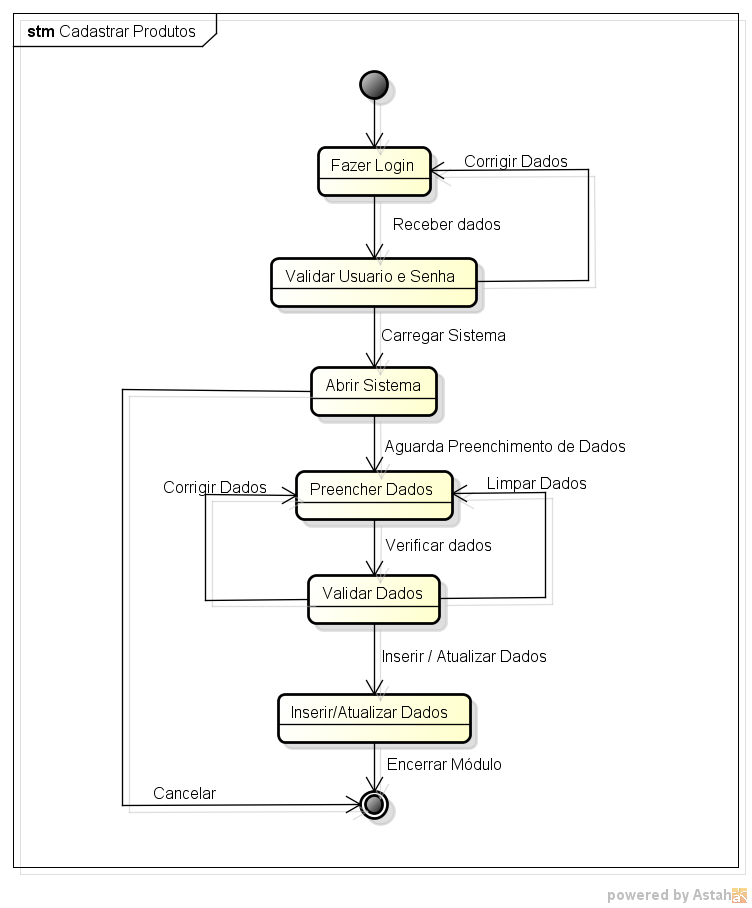 stm Cadastrar Produtos
Fazer Login
Corrigir Dados
Receber dados
Validar Usuario e Senha
Carregar Sistema
Abrir Sistema
Aguarda Preenchimento de Dados
Corrigir Dados
Preencher Dados
Limpar Dados
Verificar dados
Validar Dados
Inserir / Atualizar Dados
Inserir/Atualizar Dados
Encerrar Módulo
Cancelar
powered by Astah